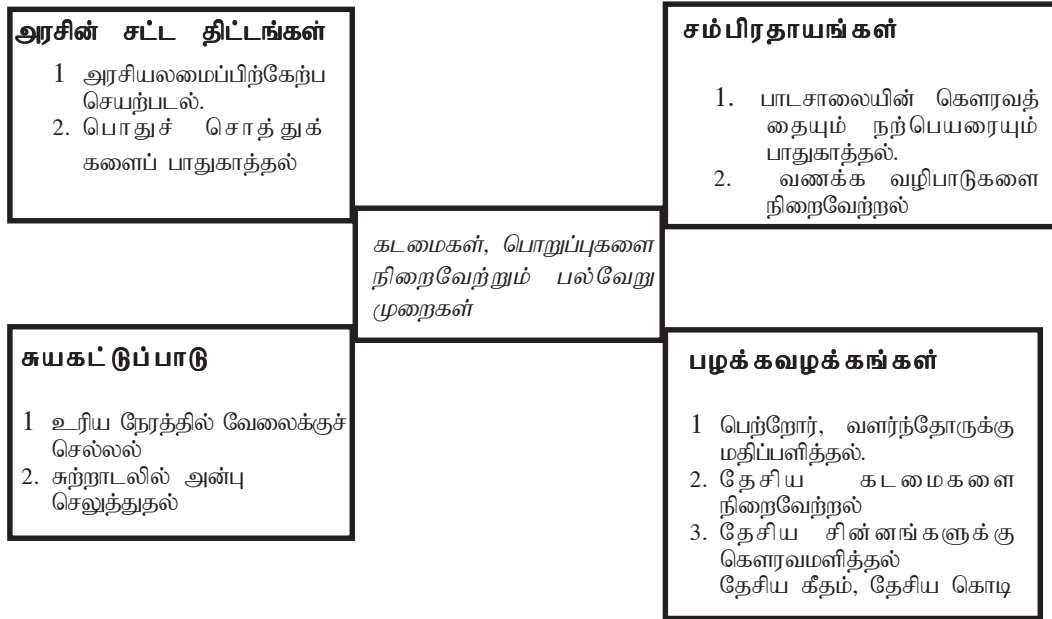 அரசின் சட்ட திட்டங்கள்
1 அரசியலமைப்பிற்கேற்ப
செயற்படல்.
2. பொதுச் சொத்துக்
களைப் பாதுகாத்தல்
சம்பிரதாயங்கள்
1. பாடசாலையின் கௌரவத்
தையும் நற்பெயரையும்
பாதுகாத்தல்.
2. வணக்க வழிபாடுகளை
நிறைவேற்றல்
கடமைகள், பொறுப்புகளை
நிறைவேற்றும் பல்வேறு
முறைகள்
சுயகட்டுப்பாடு
1 உரிய நேரத்தில் வேலைக்குச்
செல்லல்
2. சுற்றாடலில் அன்பு
செலுத்துதல்
பழக்கவழக்கங்கள்
1 பெற்றோர், வளர்ந்தோருக்கு
மதிப்பளித்தல்.
2. தேசிய கடமைகளை
நிறைவேற்றல்
3. தேசிய சின்னங்களுக்கு
கௌரவமளித்தல்
தேசிய கீதம், தேசிய கொடி